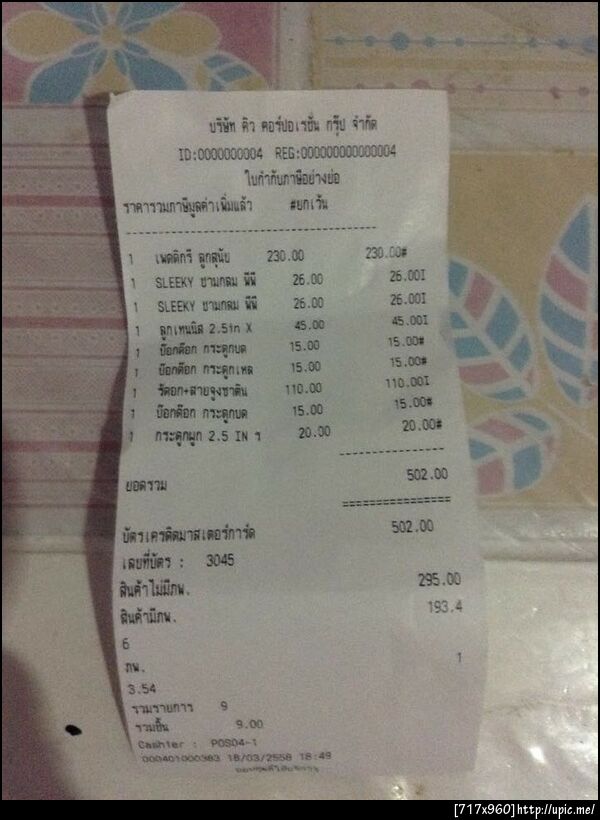 บริษัท คิว คอร์ปอเรชั่น กรุ๊ป จำกัด
ID:0000000004 REG:000000000000004
ใบกำกับภาษีอย่างย่อ
ราคารวมภาษีมูลค่าเพิ่มแล้ว #ยกเว้น
--------------------------------
1 เพดดิกรี ลูกสุนัข 230.00 230.00#
1 SLEEKY ชามกลม พีพี 26.00 26.00I
1 SLEEKY ชามกลม พีพี 26.00 26.00I
1 ลูกเทนนิส 2.5in X 45.00 45.00I
1 บ๊อกด๊อก กระดูกบด 15.00 15.00#
1 บ๊อกด๊อก กระดูกเหล 15.00 15.00#
1 รัดอก+สายจูงชาติน 110.00 110.00I
1 บ๊อกด๊อก กระดูกบด 15.00 15.00#
1 กระดูกผูก 2.5 IN ร 20.00 20.00#
---------------
ยอดรวม 502.00
================
บัตรเครดิตมาสเตอร์การ์ด 502.00
เลขที่บัตร : 3045
สินค้าไม่มีภพ. 295.00
สินค้ามีภพ. 193.4
6
ภพ. 1
3.54
รวมรายการ 9
รวมชิ้น 9.00
Cashier : POS04-1
000401000383 18/03/2558 18:49
[717x960]http://upic.me/